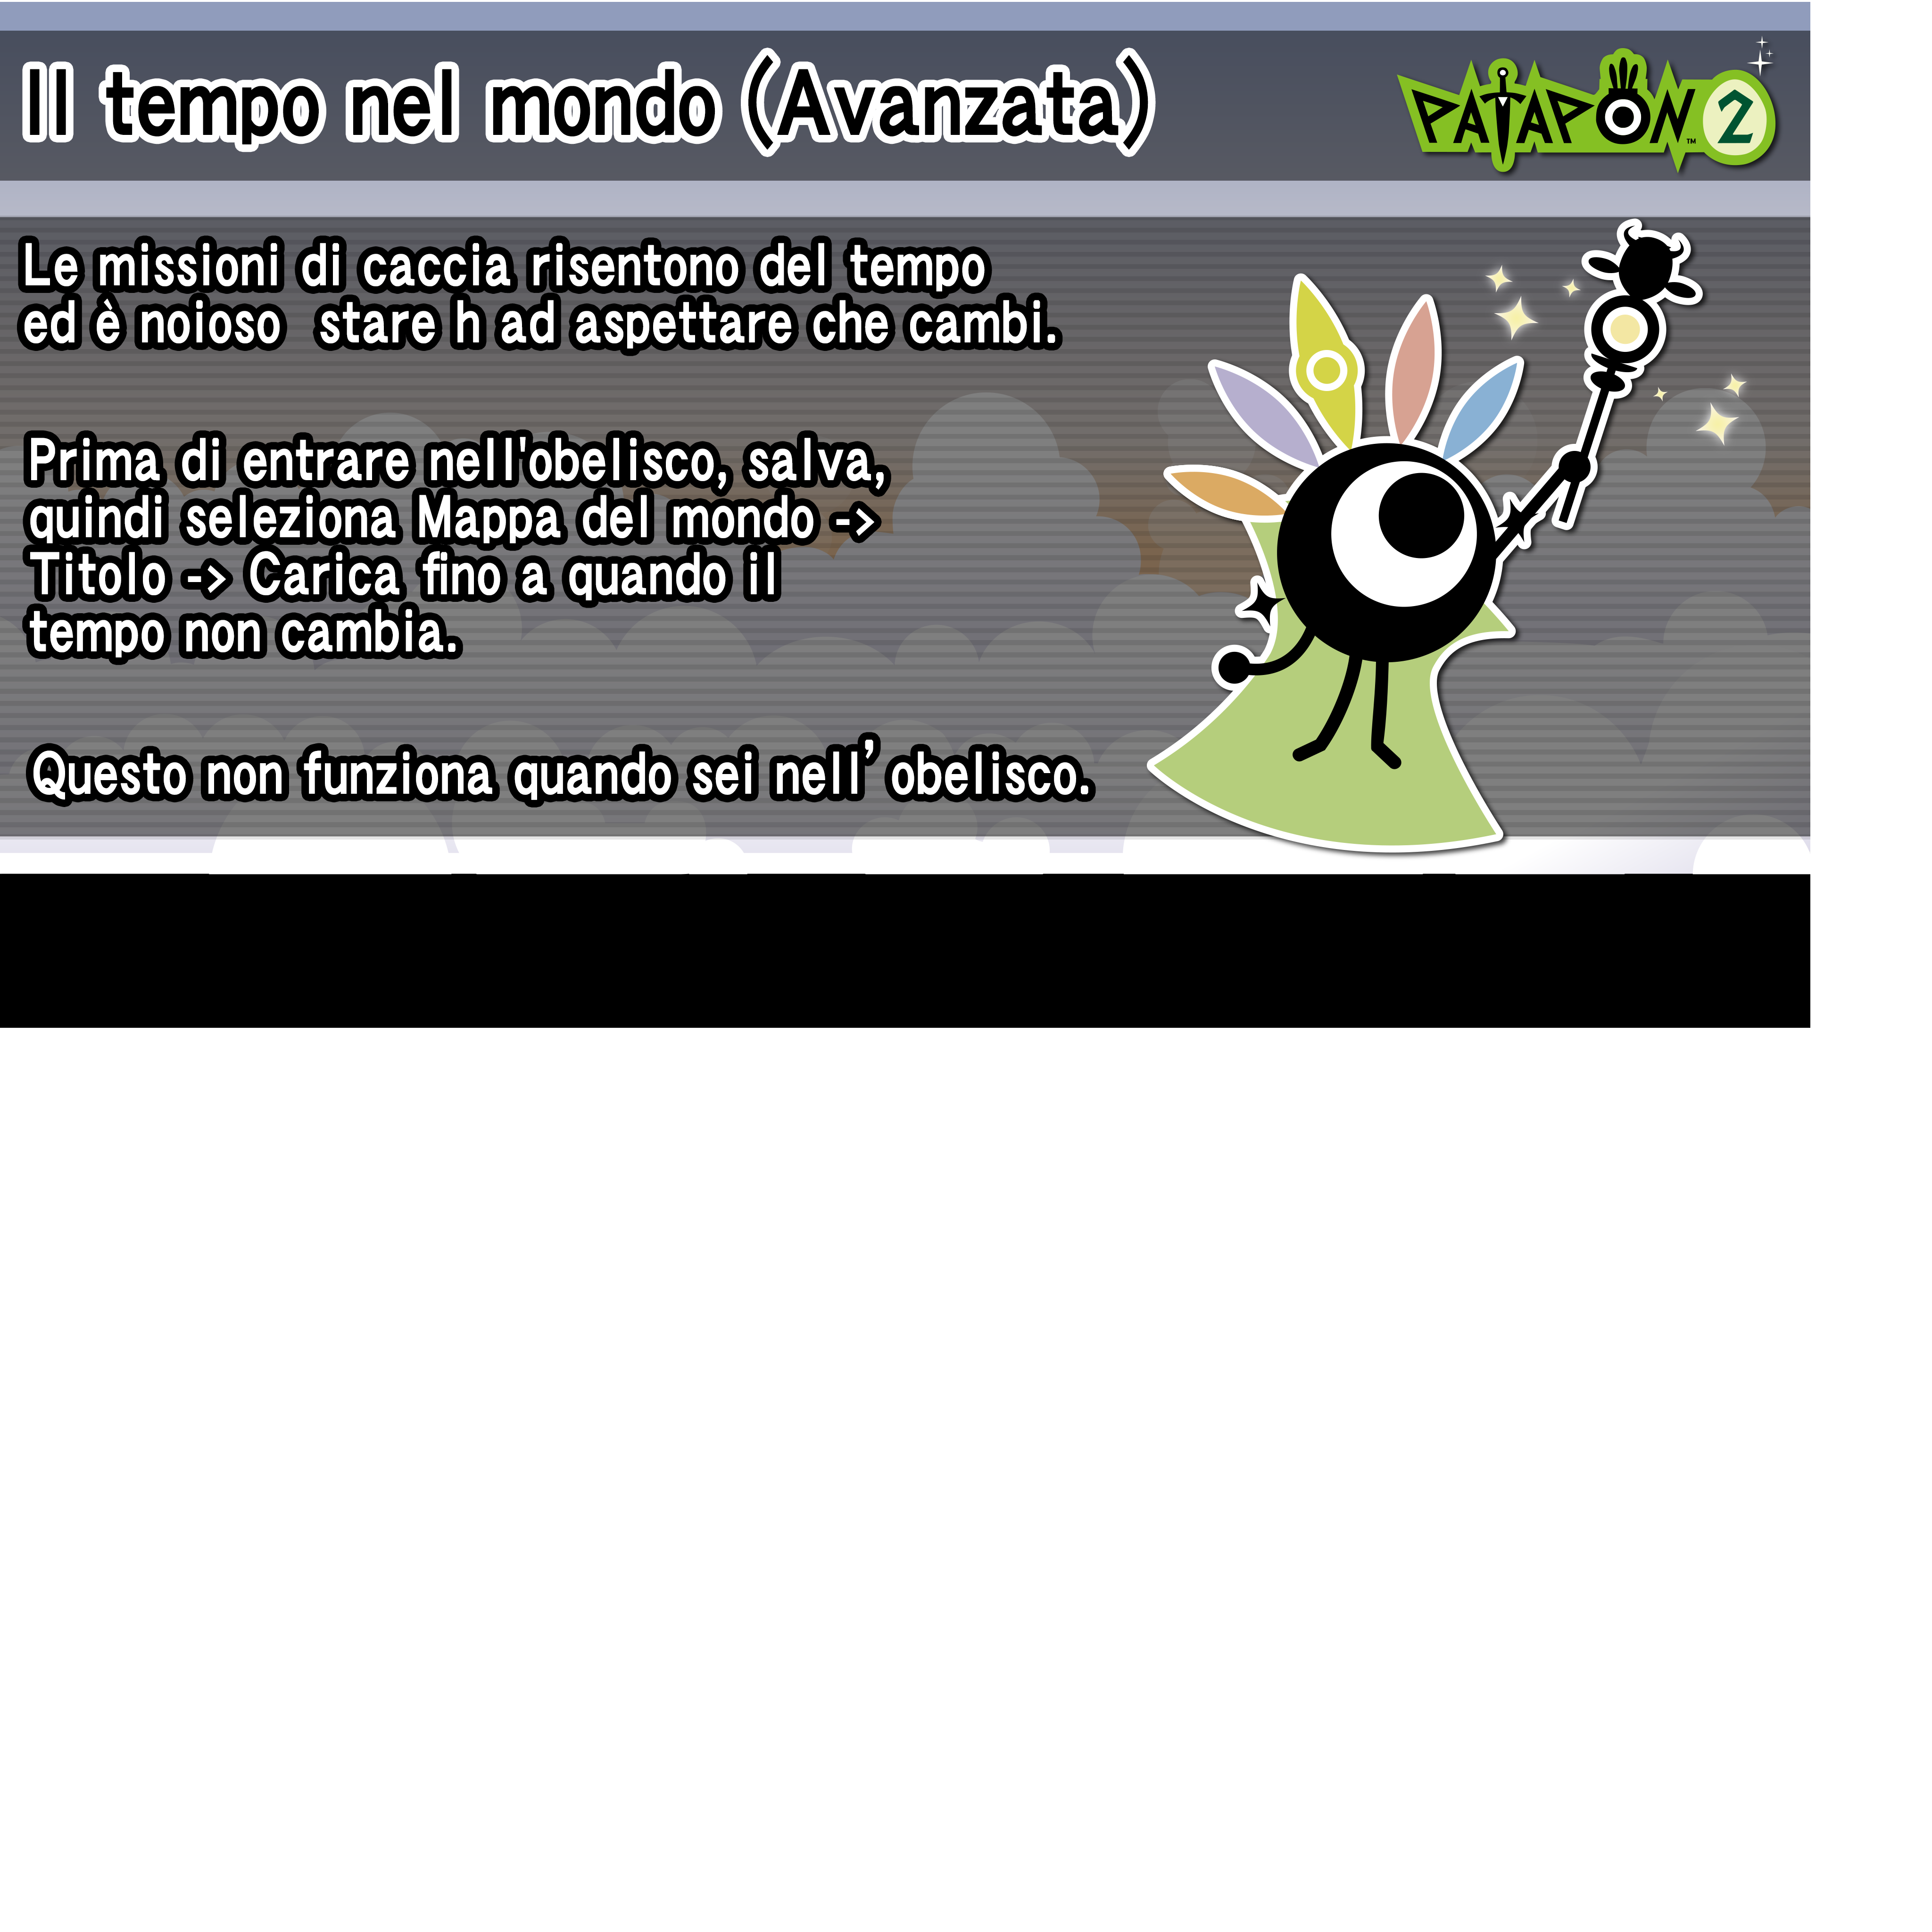 Il tempo nel mondo (Avanzata)
PATAPON™ 2
Le missioni di caccia risentono del tempo
ed è noioso stare h ad aspettare che cambi.
Prima di entrare nell'obelisco, salva,
quindi seleziona Mappa del mondo ->
Titolo -> Carica fino a quando il
tempo non cambia.
Questo non funziona quando sei nell’ obelisco.